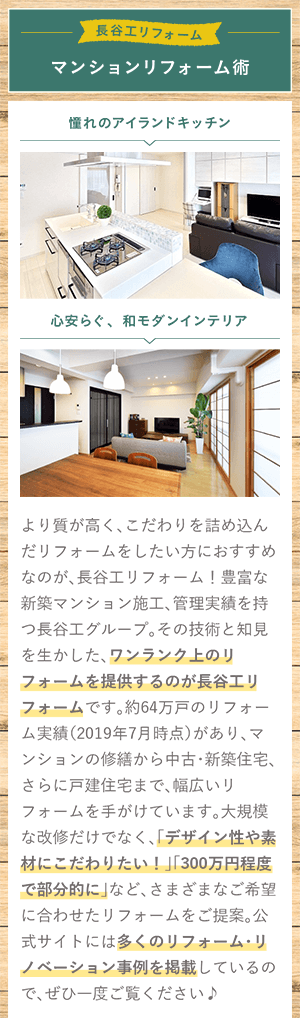 長谷工リフォーム
マンションリフォーム術
憧れのアイランドキッチン
心安らぐ、和モダンインテリア
より質が高く、こだわりを詰め込ん
だリフォームをしたい方におすすめ
なのが、長谷工リフォーム！豊富な
新築マンション施工、管理実績を持
つ長谷工グループ。その技術と知見
を生かした、ワンランク上のリ
フォームを提供するのが長谷工リ
フォームです。約64万戸のリフォー
ム実績（2019年7月時点）があり、マ
ンションの修繕から中古・新築住宅、
さらに戸建住宅まで、幅広いリ
フォームを手がけています。大規模
な改修だけでなく、「デザイン性や素
材にこだわりたい！」「300万円程度
で部分的に」など、さまざまなご希望
に合わせたリフォームをご提案。公
式サイトには多くのリフォーム・リ
ノベーション事例を掲載しているの
で、ぜひ一度ご覧ください♪